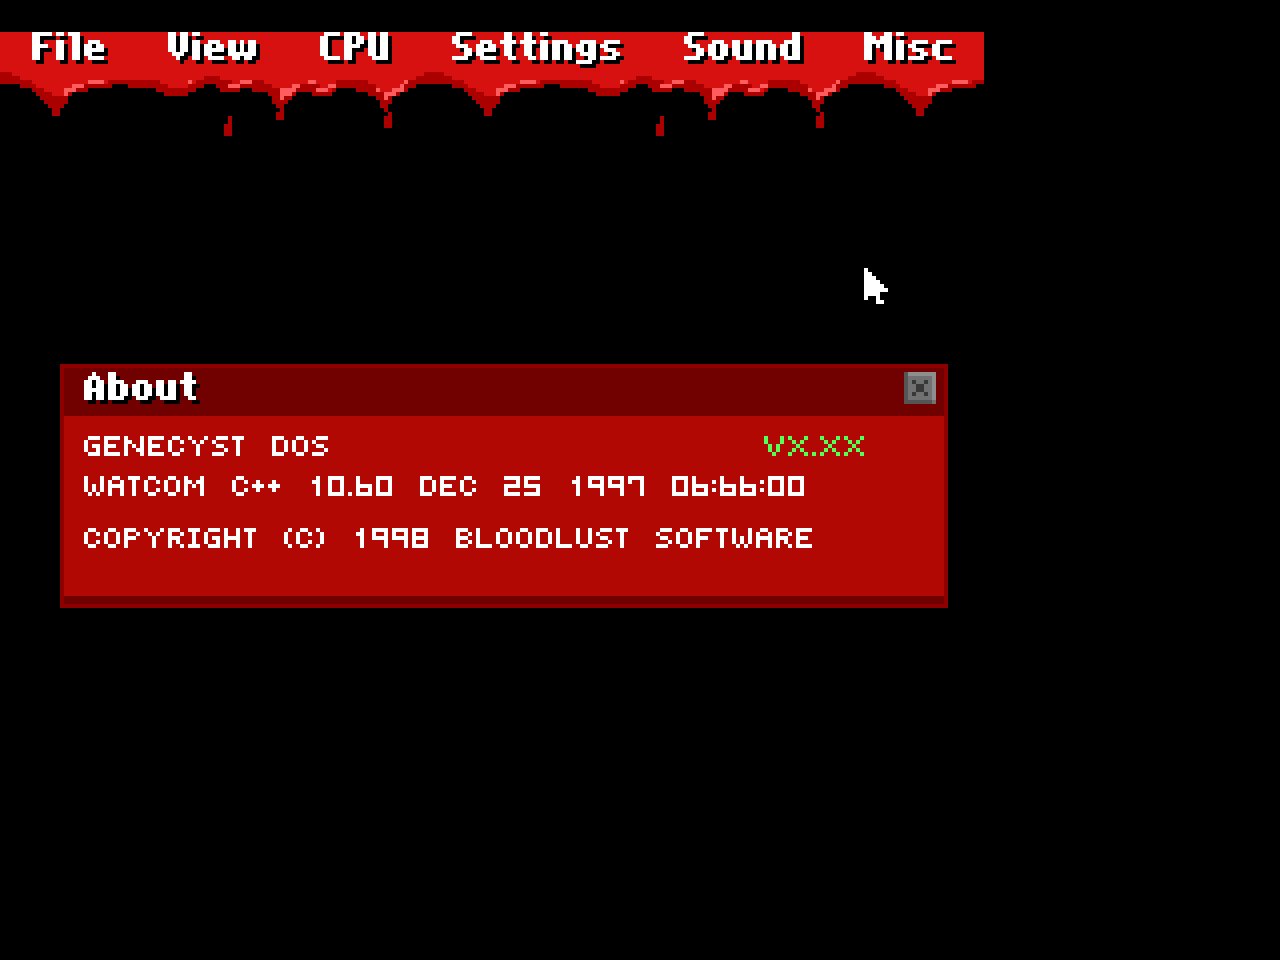 File View CPU Settings Sound Misc
About
GENECYST DOS VX.XX
WATCOM C++ 10.60 DEC 25 1997 06:66:00
COPYRIGHT (C) 1998 BLOODLUST SOFTWARE